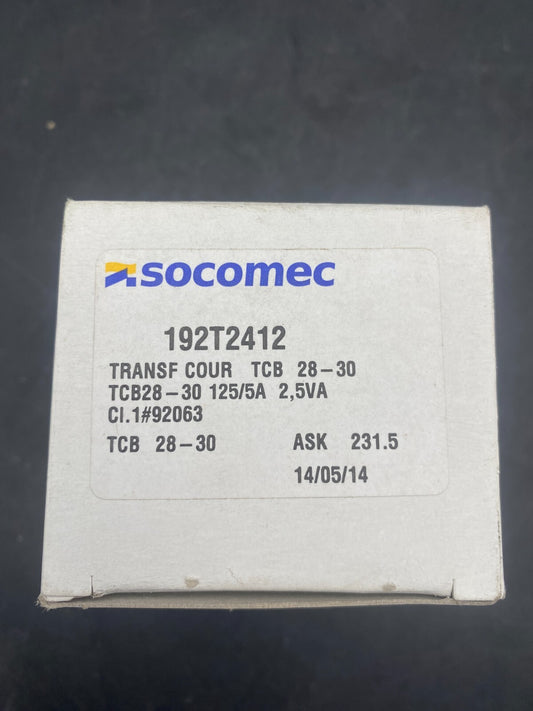 socomec
192T2412
TRANSF COUR TCB 28-30
TCB28-30 125/5A 2,5VA
Cl.1#92063
TCB 28-30 ASK 231.5
14/05/14